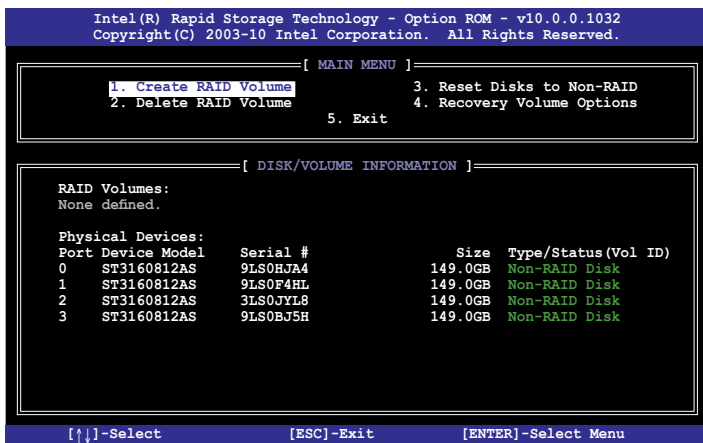 Intel(R) Rapid Storage Technology - Option ROM - v10.0.0.1032
Copyright(C) 2003-10 Intel Corporation.  All Rights Reserved.
[ MAIN MENU ]
1. Create RAID Volume 3. Reset Disks to Non-RAID
2. Delete RAID Volume 4. Recovery Volume Options
5. Exit
[ DISK/VOLUME INFORMATION ]
RAID Volumes:
None defined.
Physical Devices:
Port Device Model Serial # Size Type/Status(Vol ID)
0 ST3160812AS 9LS0HJA4 149.0GB Non-RAID Disk
1 ST3160812AS 9LS0F4HL 149.0GB Non-RAID Disk
2 ST3160812AS 3LS0JYL8 149.0GB Non-RAID Disk
3 ST3160812AS 9LS0BJ5H 149.0GB Non-RAID Disk
[↑↓]-Select [ESC]-Exit [ENTER]-Select Menu